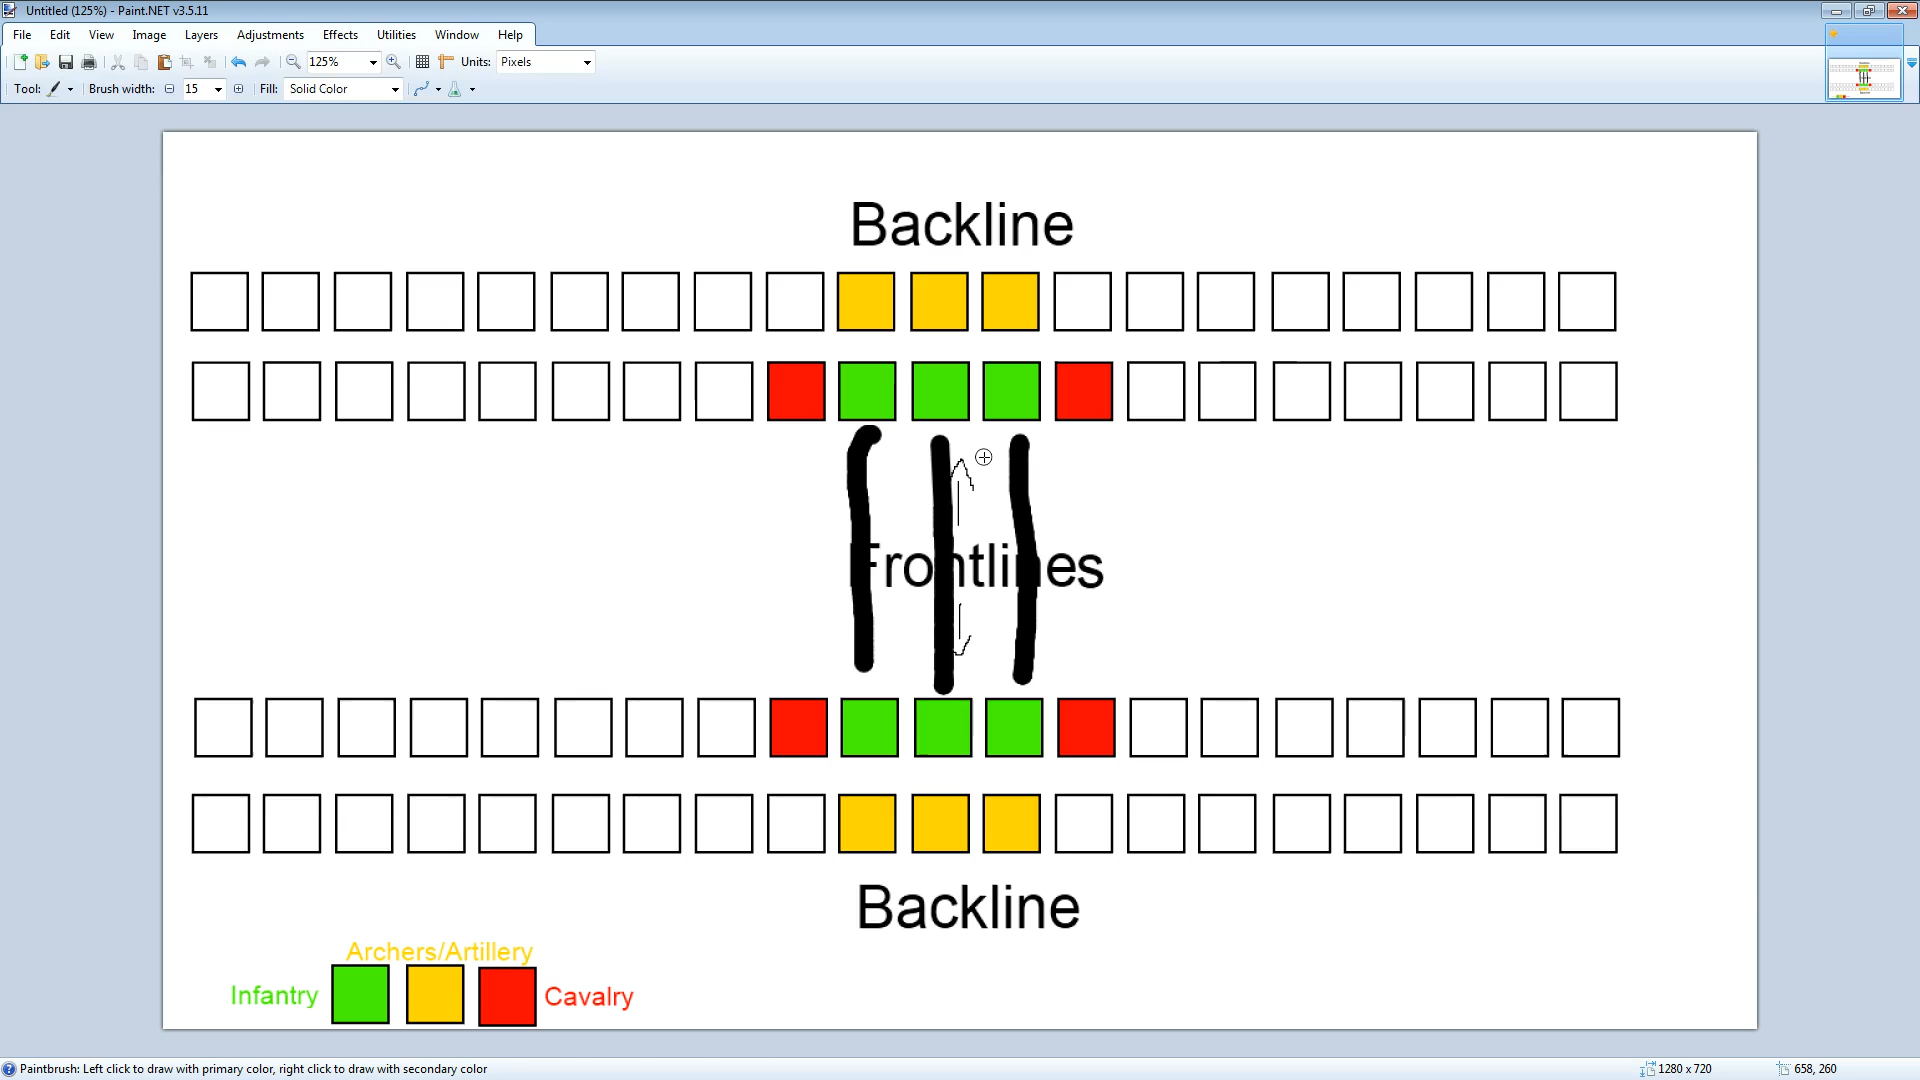 Untitled (125%) - Paint.NET v3.5.11
File Edit View Image Layers Adjustments Effects Utilities Window Help
125% Units: Pixels
Tool: Brush width: 15 Fill: Solid Color
Backline
Frontlines
Backline
Archers/Artillery
Infantry Cavalry
Paintbrush: Left click to draw with primary color, right click to draw with secondary color 1280 x 720 658, 260